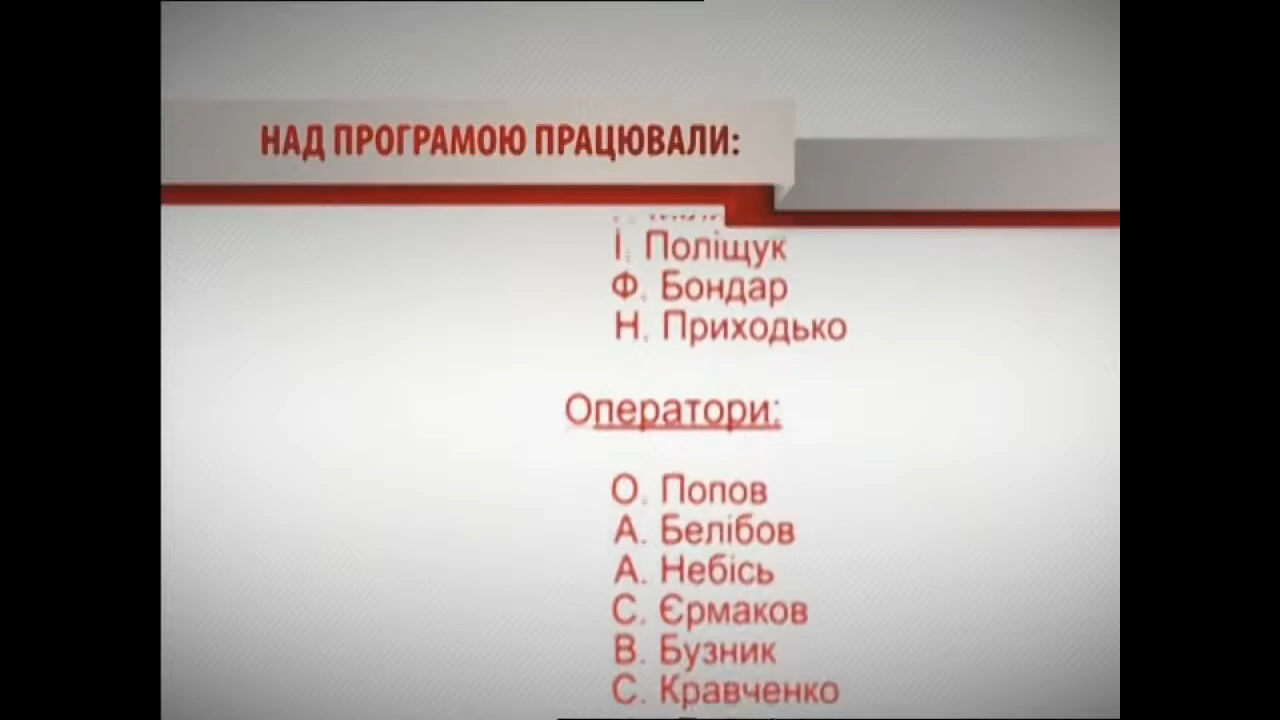 НАД ПРОГРАМОЮ ПРАЦЮВАЛИ:
І. Поліщук
Ф. Бондар
Н. Приходько
Оператори:
О. Попов
А. Белібов
А. Небісь
С. Єрмаков
В. Бузник
С. Кравченко